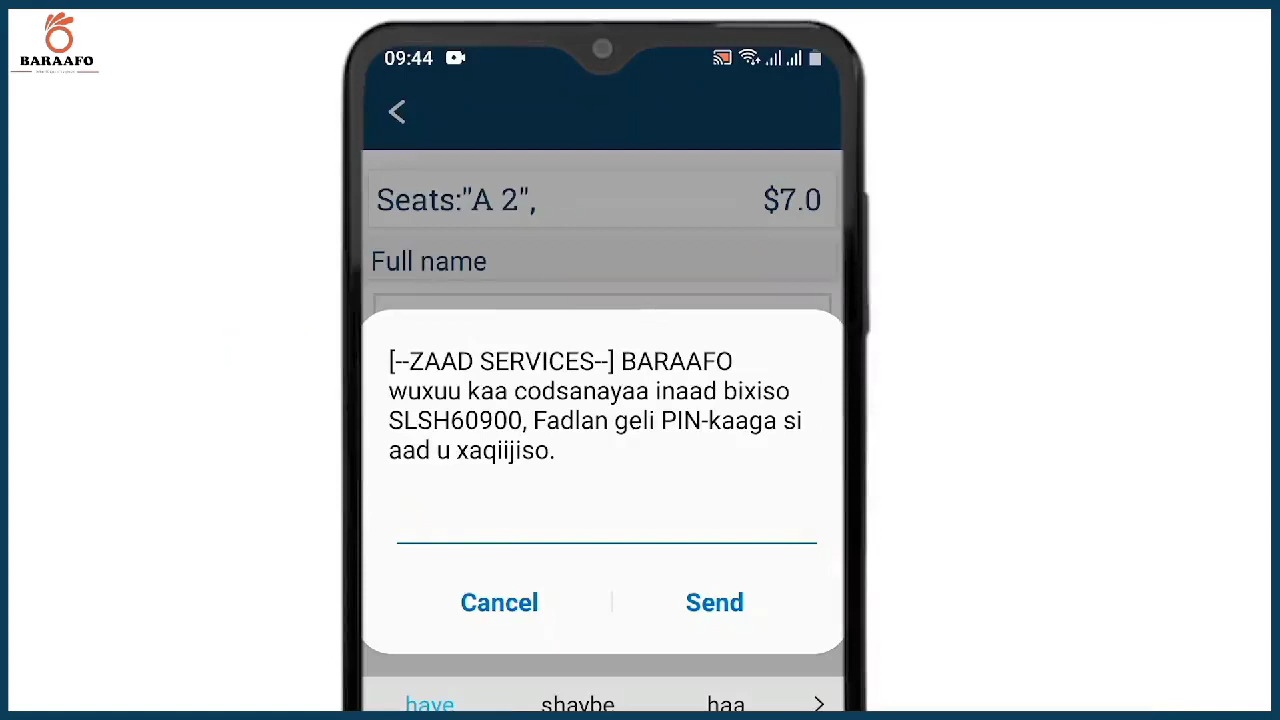 BARAAFO
09:44
Seats:"A 2", $7.0
Full name
[--ZAAD SERVICES--] BARAAFO
wuxuu kaa codsanayaa inaad bixiso
SLSH60900, Fadlan geli PIN-kaaga si
aad u xaqiijiso.
Cancel Send
have shaybe haa